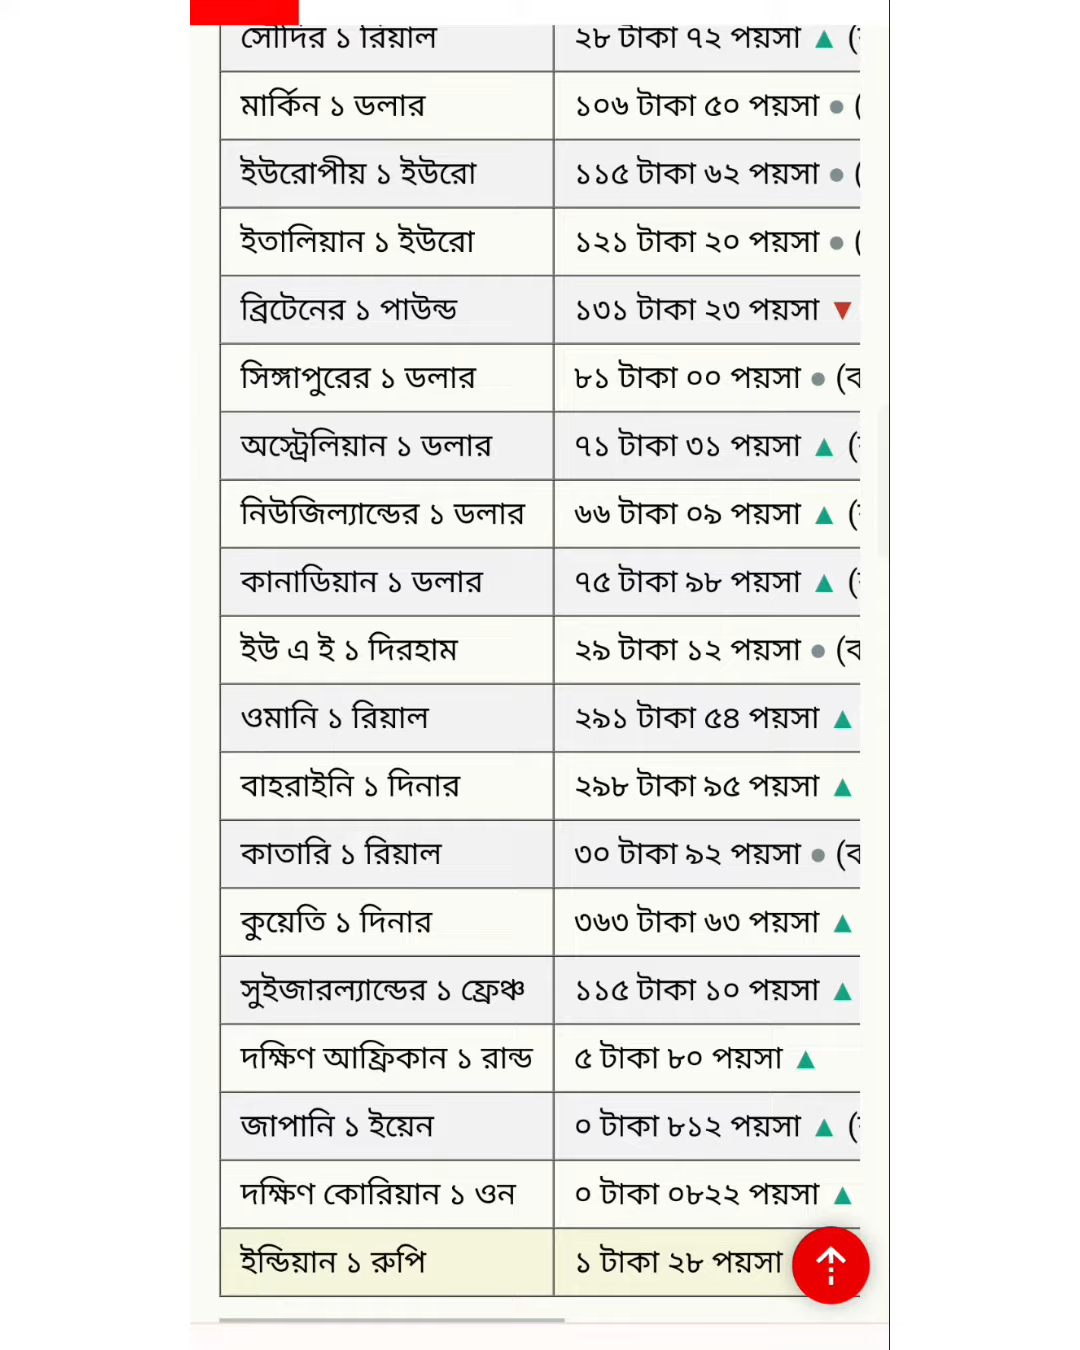 সৌদির ১ রিয়াল ২৮ টাকা ৭২ পয়সা ▲ (
মার্কিন ১ ডলার ১০৬ টাকা ৫০ পয়সা ● (
ইউরোপীয় ১ ইউরো ১১৫ টাকা ৬২ পয়সা ● (
ইতালিয়ান ১ ইউরো ১২১ টাকা ২০ পয়সা ● (
ব্রিটেনের ১ পাউন্ড ১৩১ টাকা ২৩ পয়সা ▼
সিঙ্গাপুরের ১ ডলার ৮১ টাকা ০০ পয়সা ● (
অস্ট্রেলিয়ান ১ ডলার ৭১ টাকা ৩১ পয়সা ▲ (
নিউজিল্যান্ডের ১ ডলার ৬৬ টাকা ০৯ পয়সা ▲ (
কানাডিয়ান ১ ডলার ৭৫ টাকা ৯৮ পয়সা ▲ (
ইউ এ ই ১ দিরহাম ২৯ টাকা ১২ পয়সা ● (
ওমানি ১ রিয়াল ২৯১ টাকা ৫৪ পয়সা ▲
বাহরাইনি ১ দিনার ২৯৮ টাকা ৯৫ পয়সা ▲
কাতারি ১ রিয়াল ৩০ টাকা ৯২ পয়সা ● (
কুয়েতি ১ দিনার ৩৬৩ টাকা ৬৩ পয়সা ▲
সুইজারল্যান্ডের ১ ফ্রেঞ্চ ১১৫ টাকা ১০ পয়সা ▲
দক্ষিণ আফ্রিকান ১ রান্ড ৫ টাকা ৮০ পয়সা ▲
জাপানি ১ ইয়েন ০ টাকা ৮১২ পয়সা ▲ (
দক্ষিণ কোরিয়ান ১ ওন ০ টাকা ০৮২২ পয়সা ▲
ইন্ডিয়ান ১ রুপি ১ টাকা ২৮ পয়সা